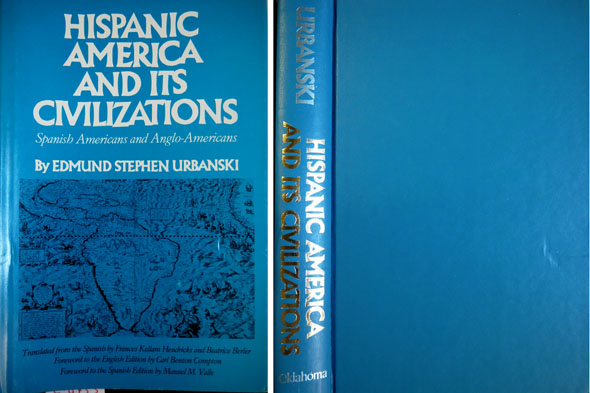 HISPANIC
AMERICA
AND ITS
CIVILIZATIONS
Spanish Americans and Anglo-Americans
By EDMUND STEPHEN URBANSKI
Translated from the Spanish by Frances Kellam Hendricks and Beatrice Berler
Foreword to the English Edition by Carl Benton Compton
Foreword to the Spanish Edition by Manuel M. Valle
URBANSKI
HISPANIC AMERICA
AND ITS CIVILIZATIONS
Oklahoma